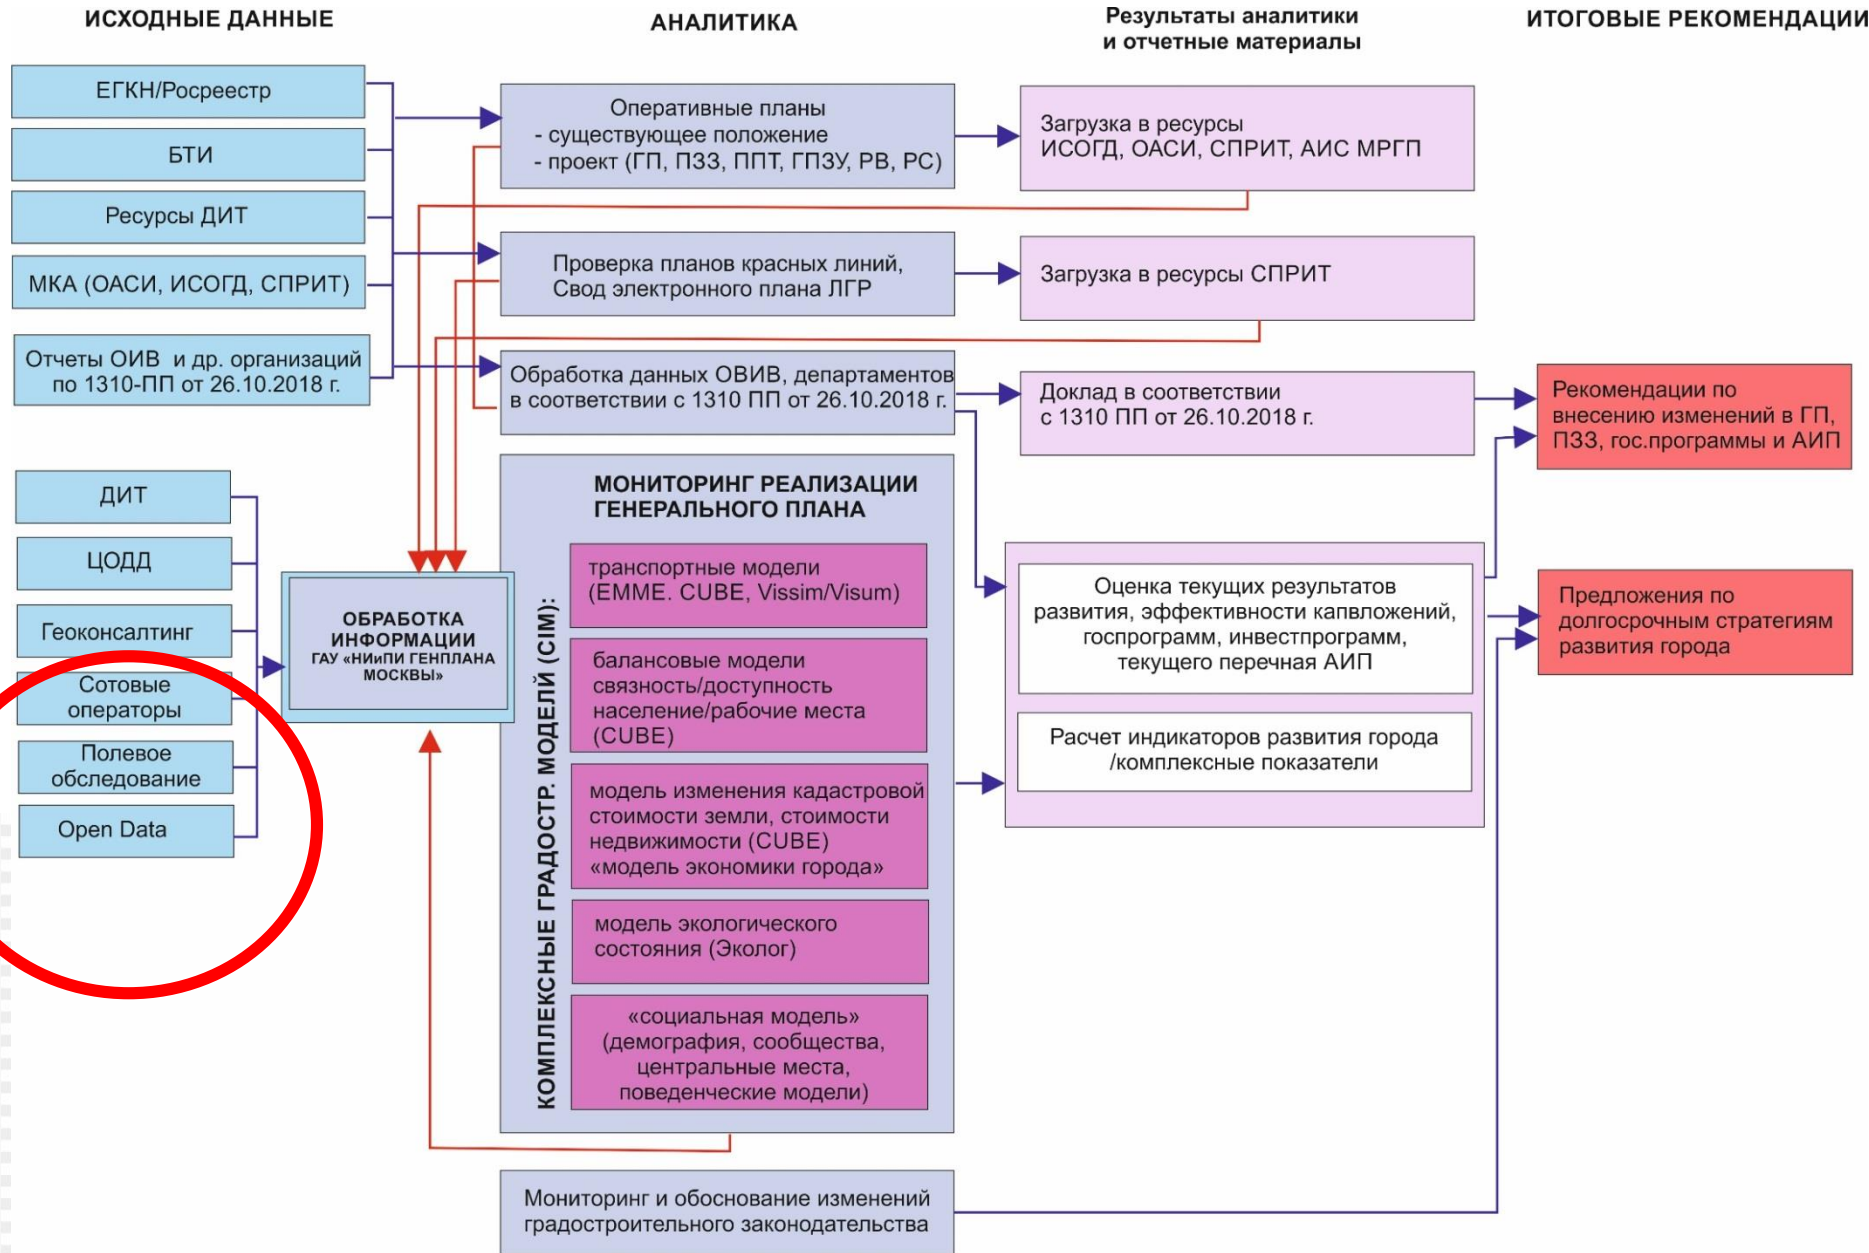 ИСХОДНЫЕ ДАННЫЕ
АНАЛИТИКА
Результаты аналитики
и отчетные материалы
ИТОГОВЫЕ РЕКОМЕНДАЦИИ
ЕГКН/Росреестр
БТИ
Ресурсы ДИТ
МКА (ОАСИ, ИСОГД, СПРИТ)
Отчеты ОИВ и др. организаций
по 1310-ПП от 26.10.2018 г.
ДИТ
ЦОДД
Геоконсалтинг
Сотовые
операторы
Полевое
обследование
Open Data
ОБРАБОТКА
ИНФОРМАЦИИ
ГАУ «НИиПИ ГЕНПЛАНА
МОСКВЫ»
Оперативные планы
- существующее положение
- проект (ГП, ПЗЗ, ППТ, ГПЗУ, РВ, РС)
Проверка планов красных линий,
Свод электронного плана ЛГР
Обработка данных ОВИВ, департаментов
в соответствии с 1310 ПП от 26.10.2018 г.
МОНИТОРИНГ РЕАЛИЗАЦИИ
ГЕНЕРАЛЬНОГО ПЛАНА
КОМПЛЕКСНЫЕ ГРАДОСТР. МОДЕЛЙ (CIM):
транспортные модели
(EMME. CUBE, Vissim/Visum)
балансовые модели
связность/доступность
население/рабочие места
(CUBE)
модель изменения кадастровой
стоимости земли, стоимости
недвижимости (CUBE)
«модель экономики города»
модель экологического
состояния (Эколог)
«социальная модель»
(демография, сообщества,
центральные места,
поведенческие модели)
Мониторинг и обоснование изменений
градостроительного законодательства
Загрузка в ресурсы
ИСОГД, ОАСИ, СПРИТ, АИС МРГП
Загрузка в ресурсы СПРИТ
Доклад в соответствии
с 1310 ПП от 26.10.2018 г.
Оценка текущих результатов
развития, эффективности капвложений,
госпрограмм, инвестпрограмм,
текущего перечная АИП
Расчет индикаторов развития города
/комплексные показатели
Рекомендации по
внесению изменений в ГП,
ПЗЗ, гос.программы и АИП
Предложения по
долгосрочным стратегиям
развития города